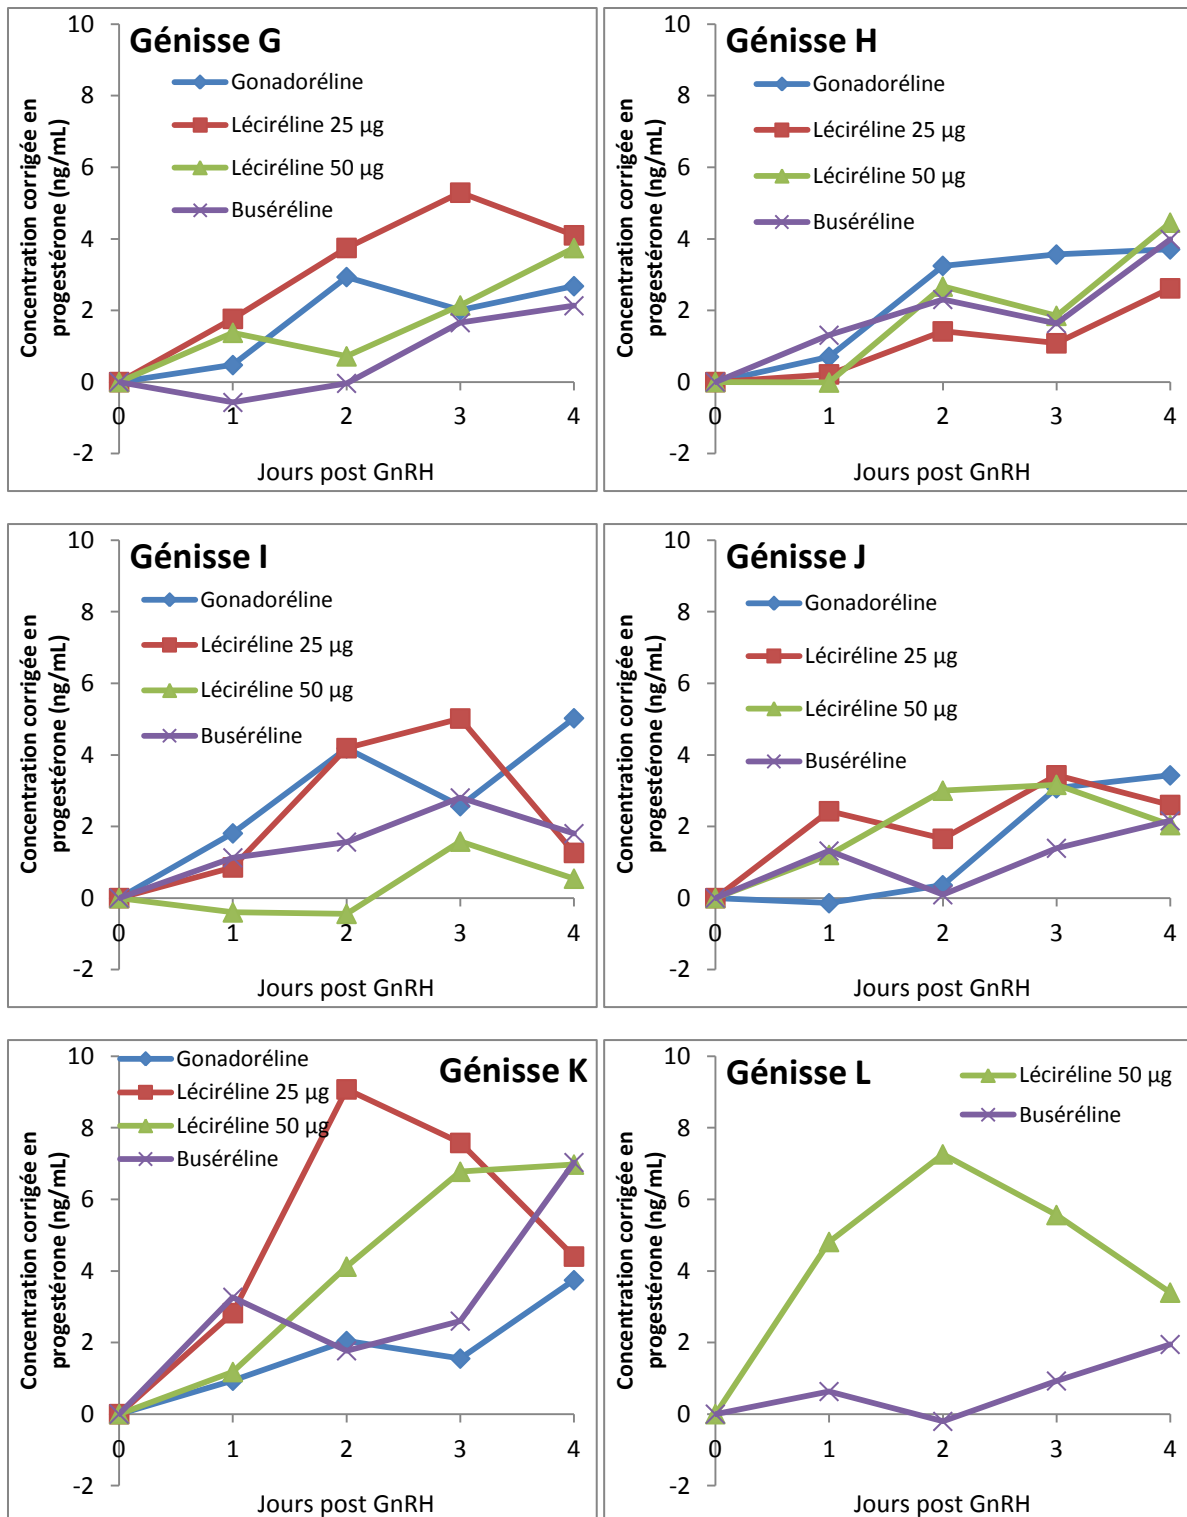 Génisse G
Gonadoréline
Léciréline 25 µg
Léciréline 50 µg
Buséréline
Concentration corrigée en
progestérone (ng/mL)
10
8
6
4
2
0
-2
0 1 2 3 4
Jours post GnRH
Génisse H
Gonadoréline
Léciréline 25 µg
Léciréline 50 µg
Buséréline
Concentration corrigée en
progestérone (ng/mL)
10
8
6
4
2
0
-2
0 1 2 3 4
Jours post GnRH
Génisse I
Gonadoréline
Léciréline 25 µg
Léciréline 50 µg
Buséréline
Concentration corrigée en
progestérone (ng/mL)
10
8
6
4
2
0
-2
0 1 2 3 4
Jours post GnRH
Génisse J
Gonadoréline
Léciréline 25 µg
Léciréline 50 µg
Buséréline
Concentration corrigée en
progestérone (ng/mL)
10
8
6
4
2
0
-2
0 1 2 3 4
Jours post GnRH
Génisse K
Gonadoréline
Léciréline 25 µg
Léciréline 50 µg
Buséréline
Concentration corrigée en
progestérone (ng/mL)
10
8
6
4
2
0
-2
0 1 2 3 4
Jours post GnRH
Génisse L
Léciréline 50 µg
Buséréline
Concentration corrigée en
progestérone (ng/mL)
10
8
6
4
2
0
-2
0 1 2 3 4
Jours post GnRH